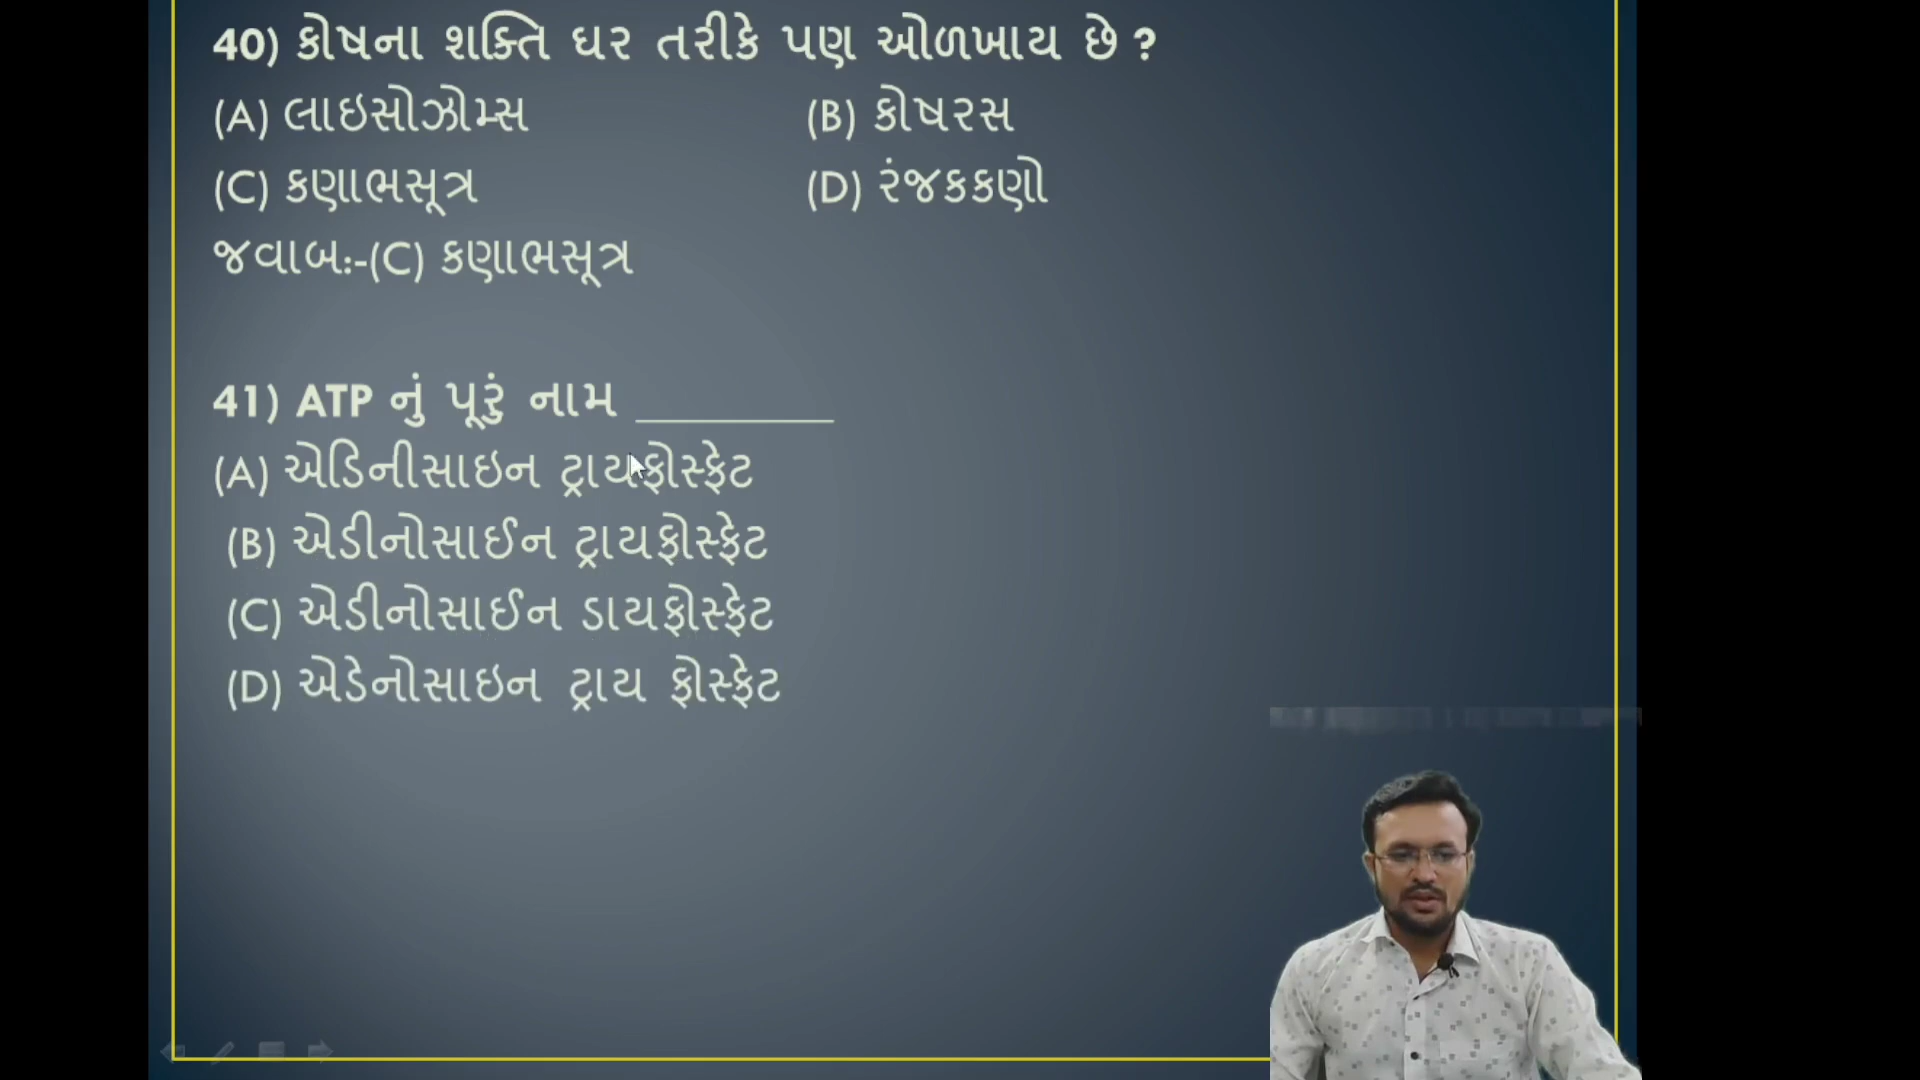 40) કોષના શક્તિ ઘર તરીકે પણ ઓળખાય છે ?
(A) લાઇસોઝોમ્સ (B) કોષરસ
(C) કણાભસૂત્ર (D) રંજકકણો
જવાબઃ-(C) કણાભસૂત્ર
41) ATP નું પૂરું નામ _________
(A) એડિનીસાઇન ટ્રાયફોસ્ફેટ
(B) એડીનોસાઈન ટ્રાયફોસ્ફેટ
(C) એડીનોસાઈન ડાયફોસ્ફેટ
(D) એડેનોસાઇન ટ્રાય ફોસ્ફેટ